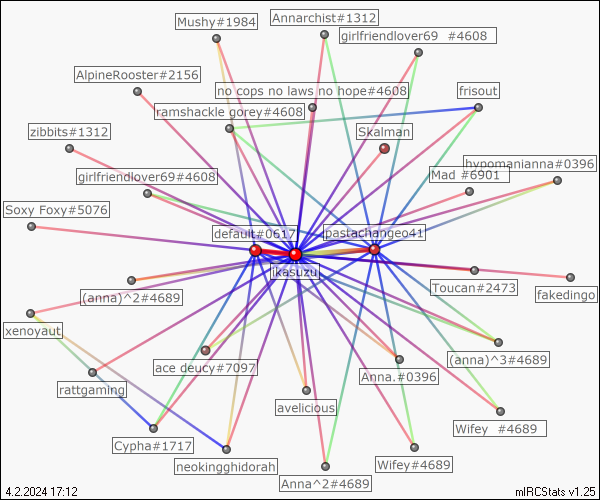 Mushy#1984
Annarchist#1312
girlfriendlover69 #4608
AlpineRooster#2156
no cops no laws no hope#4608
frisout
ramshackle gorey#4608
zibbits#1312
Skalman
hypomanianna#0396
girlfriendlover69#4608
Mad #6901
Soxy Foxy#5076
default#0617
pastachangeo41
ikasuzu
(anna)^2#4689
Toucan#2473
fakedingo
xenoyaut
ace deucy#7097
Anna.#0396
(anna)^3#4689
rattgaming
avelicious
Cypha#1717
Wifey #4689
neokingghidorah
Wifey#4689
Anna^2#4689
4.2.2024 17:12
mIRCStats v1.25